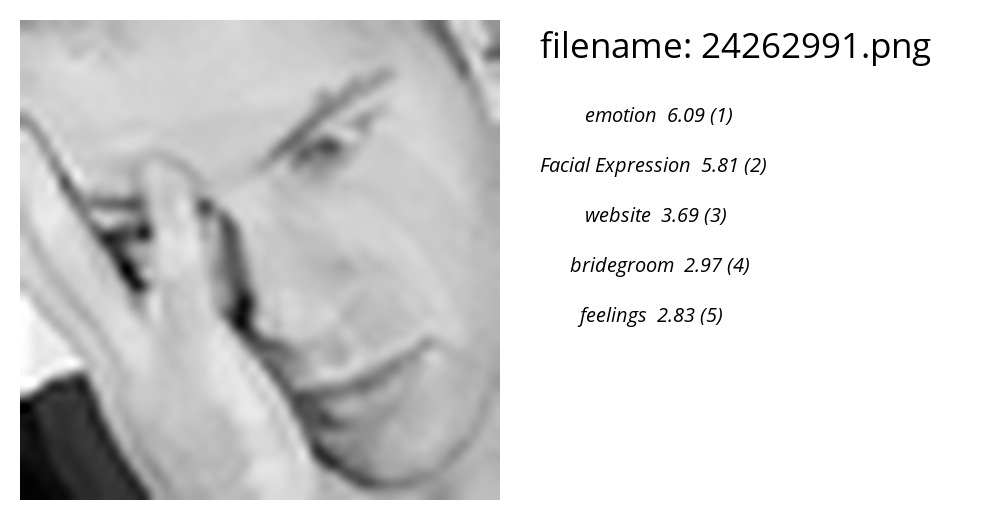 filename: 24262991.png
emotion 6.09 (1)
Facial Expression 5.81 (2)
website 3.69 (3)
bridegroom 2.97 (4)
feelings 2.83 (5)